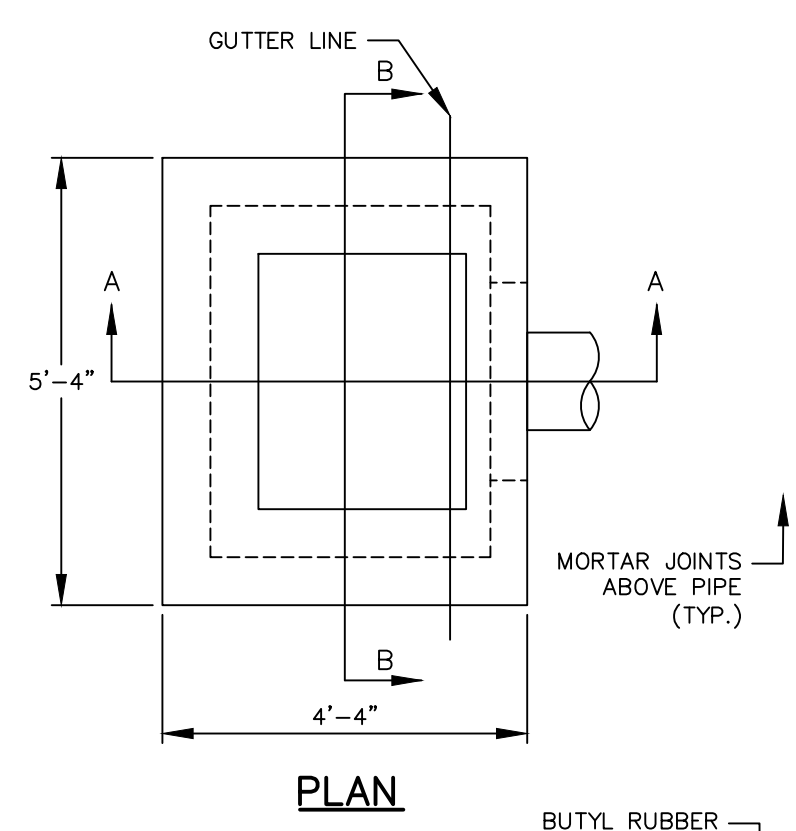 GUTTER LINE
B
A
A
5'-4"
MORTAR JOINTS
ABOVE PIPE
(TYP.)
B
4'-4"
PLAN
BUTYL RUBBER